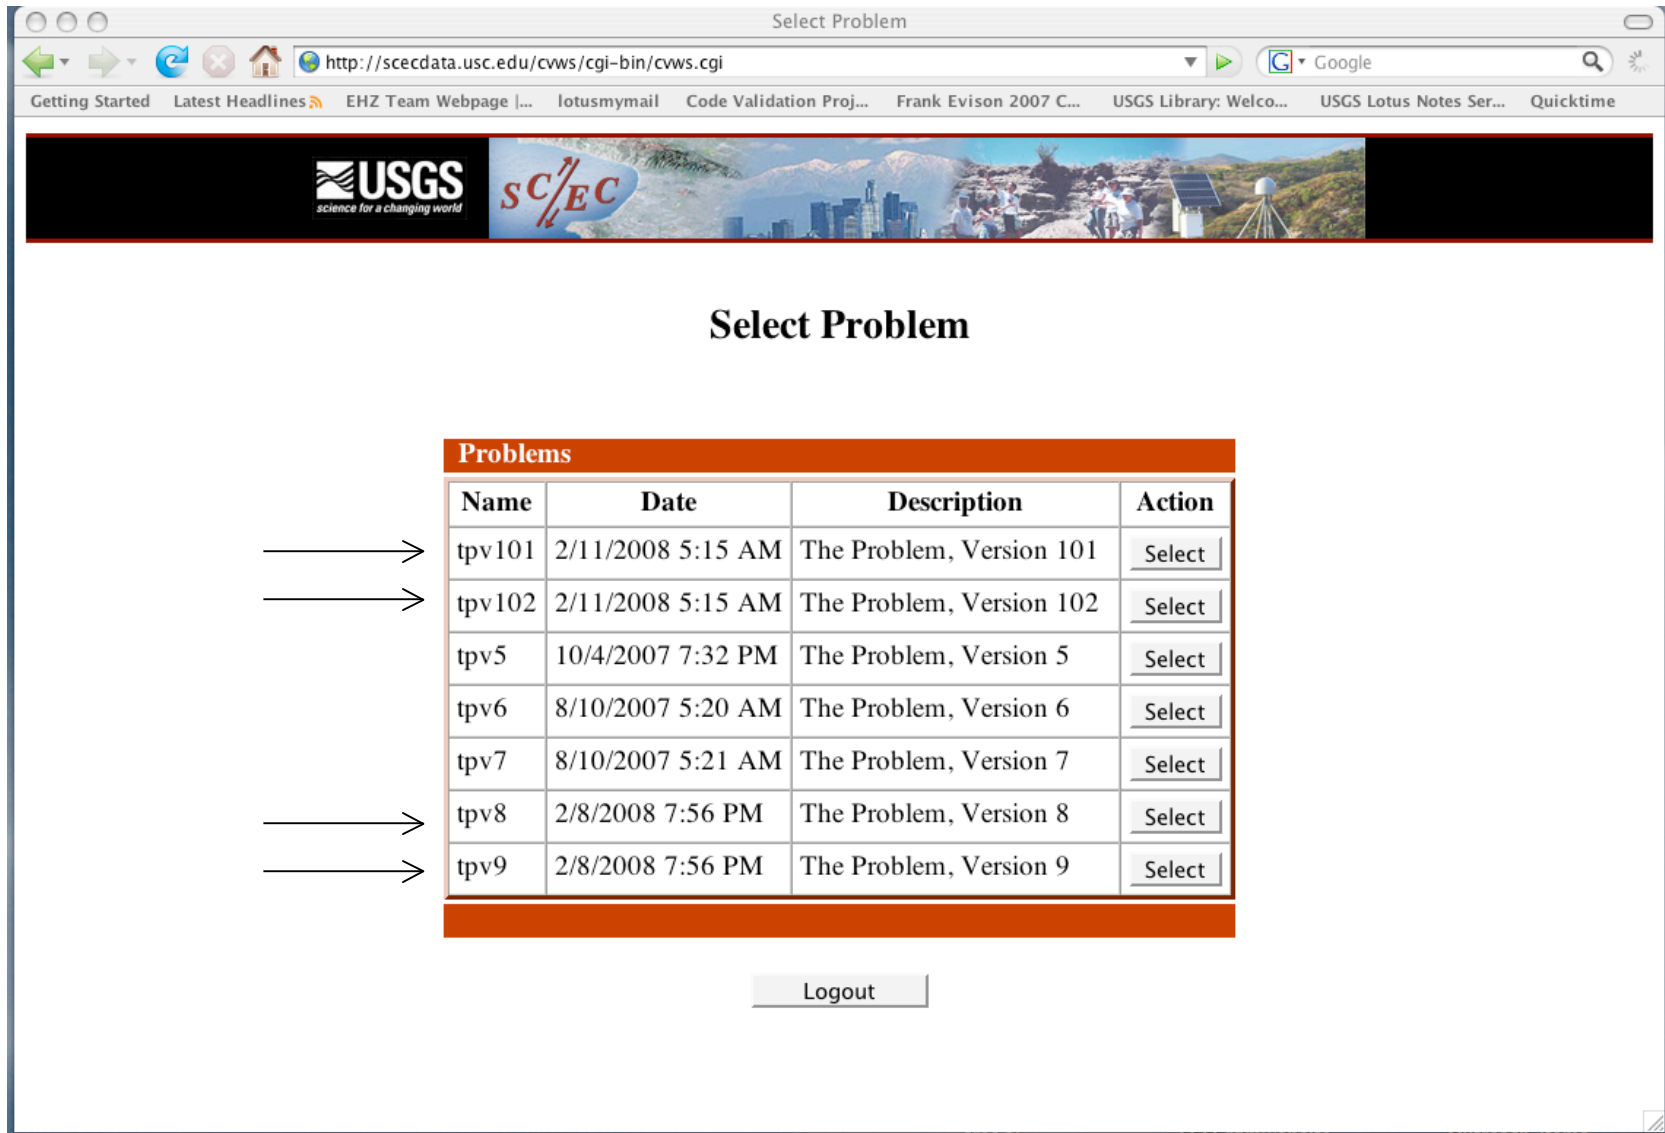 Select Problem
http://scecdata.usc.edu/cvws/cgi-bin/cvws.cgi
Google
Getting Started Latest Headlines EHZ Team Webpage |... lotusmymail Code Validation Proj... Frank Evison 2007 C... USGS Library: Welco... USGS Lotus Notes Ser... Quicktime
USGS
science for a changing world
SC/EC
Select Problem
Problems
Name Date Description Action
tpv101 2/11/2008 5:15 AM The Problem, Version 101 Select
tpv102 2/11/2008 5:15 AM The Problem, Version 102 Select
tpv5 10/4/2007 7:32 PM The Problem, Version 5 Select
tpv6 8/10/2007 5:20 AM The Problem, Version 6 Select
tpv7 8/10/2007 5:21 AM The Problem, Version 7 Select
tpv8 2/8/2008 7:56 PM The Problem, Version 8 Select
tpv9 2/8/2008 7:56 PM The Problem, Version 9 Select
Logout